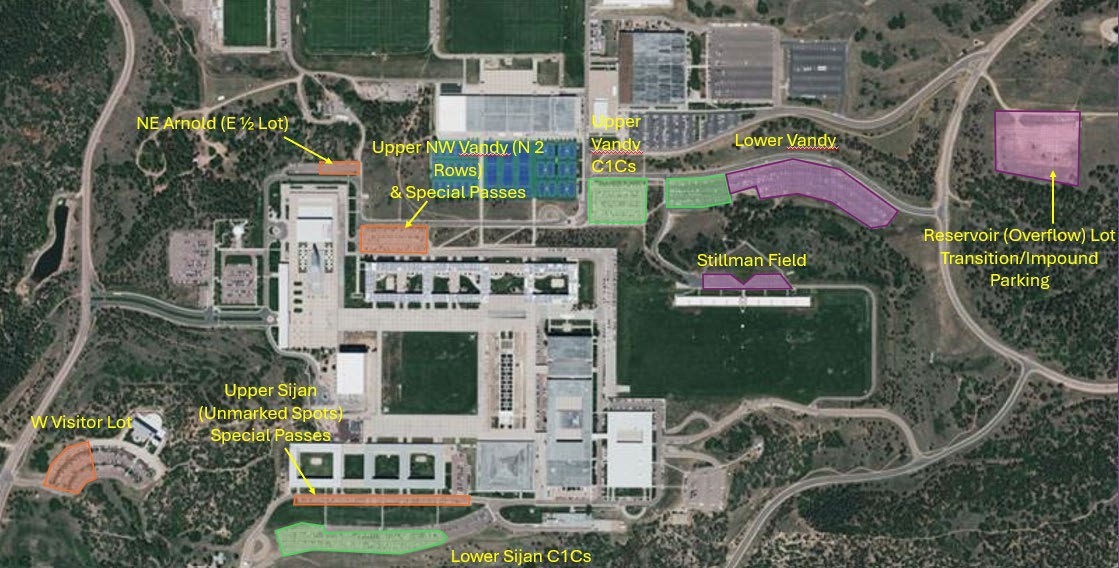 NE Arnold (E ½ Lot)
Upper NW Vandy (N 2
Rows)
& Special Passes
Upper
Vandy
C1Cs
Lower Vandy
Reservoir (Overflow) Lot
Transition/Impound
Parking
Stillman Field
Upper Sijan
(Unmarked Spots)
Special Passes
W Visitor Lot
Lower Sijan C1Cs